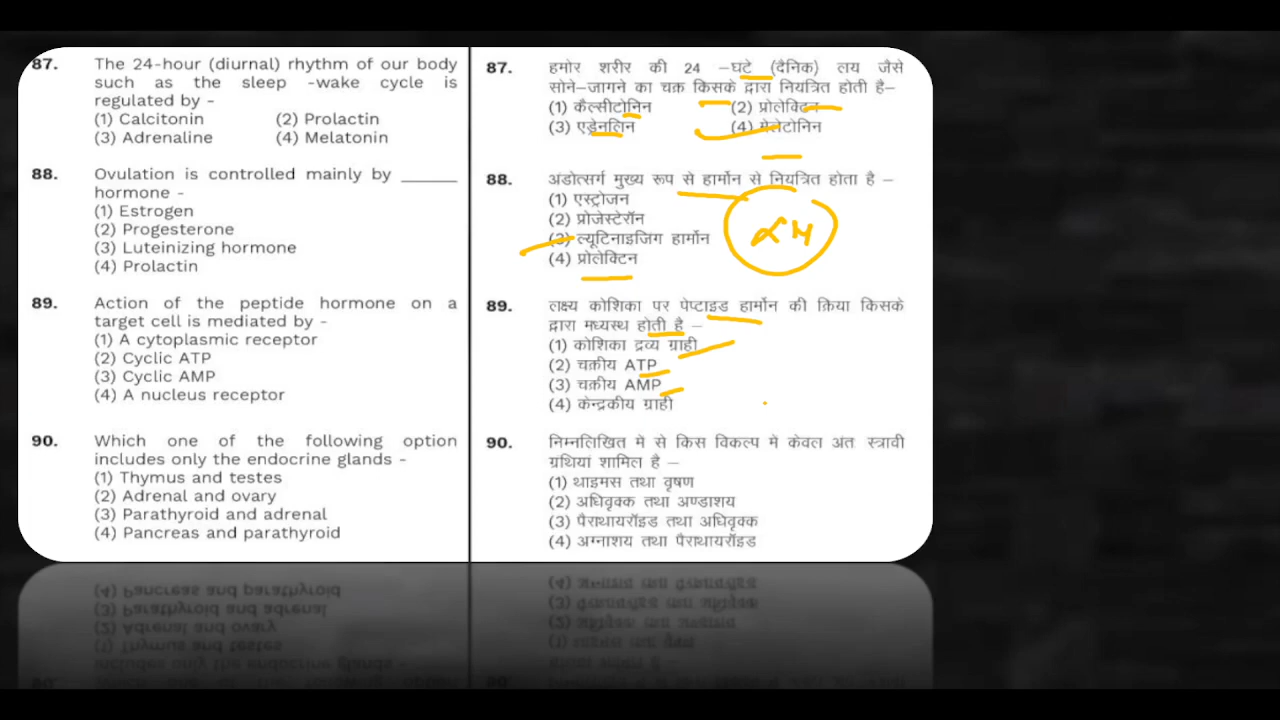 87. The 24-hour (diurnal) rhythm of our body
such as the sleep -wake cycle is
regulated by -
(1) Calcitonin (2) Prolactin
(3) Adrenaline (4) Melatonin
88. Ovulation is controlled mainly by ______
hormone -
(1) Estrogen
(2) Progesterone
(3) Luteinizing hormone
(4) Prolactin
89. Action of the peptide hormone on a
target cell is mediated by -
(1) A cytoplasmic receptor
(2) Cyclic ATP
(3) Cyclic AMP
(4) A nucleus receptor
90. Which one of the following option
includes only the endocrine glands -
(1) Thymus and testes
(2) Adrenal and ovary
(3) Parathyroid and adrenal
(4) Pancreas and parathyroid
87. हमोर शरीर की 24 –घटे (दैनिक) लय जैसे
सोने–जागने का चक्र किसके द्वारा नियत्रित होती है–
(1) कैल्सीटोनिन (2) प्रोलेक्टिन
(3) एड्रेनलिन (4) मेलेटोनिन
88. अंडोत्सर्ग मुख्य रूप से हार्मोन से नियत्रित होता है –
(1) एस्ट्रोजन
(2) प्रोजेस्टेरॉन
(3) ल्यूटिनाइजिंग हार्मोन
(4) प्रोलेक्टिन
LH
89. लक्ष्य कोशिका पर पेप्टाइड हार्मोन की क्रिया किसके
द्वारा मध्यस्थ होती है –
(1) कोशिका द्रव्य ग्राही
(2) चक्रीय ATP
(3) चक्रीय AMP
(4) केन्द्रकीय ग्राही
90. निम्नलिखित मे से किस विकल्प मे केवल अंत स्त्रावी
ग्रंथियां शामिल है –
(1) थाइमस तथा वृषण
(2) अधिवृक्क तथा अण्डाशय
(3) पैराथायरॉइड तथा अधिवृक्क
(4) अग्नाशय तथा पैराथायरॉइड